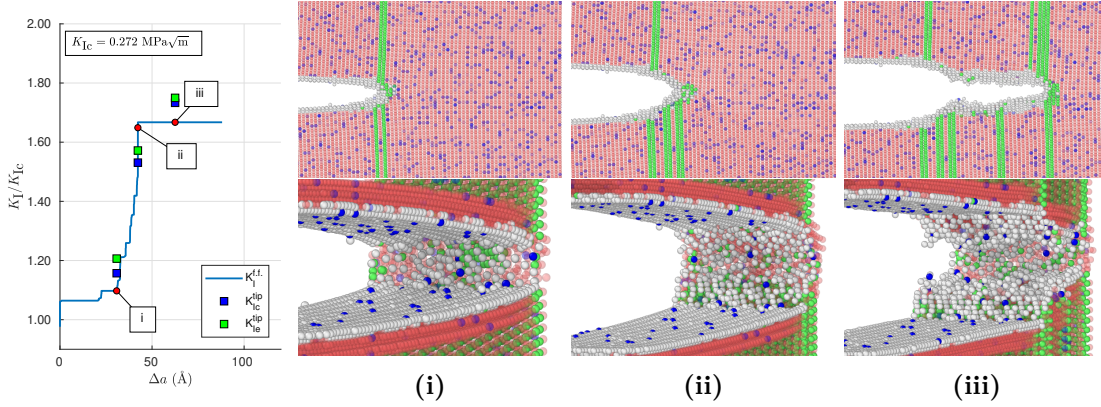 2.00
K_Ic = 0.272 MPa√m
1.80
iii
1.60
ii
K_I/K_Ic
1.40
1.20
i
1.00
K_I^f.f.
K_Ic^tip
K_Ie^tip
0 50 100
Δa (Å)
(i) (ii) (iii)